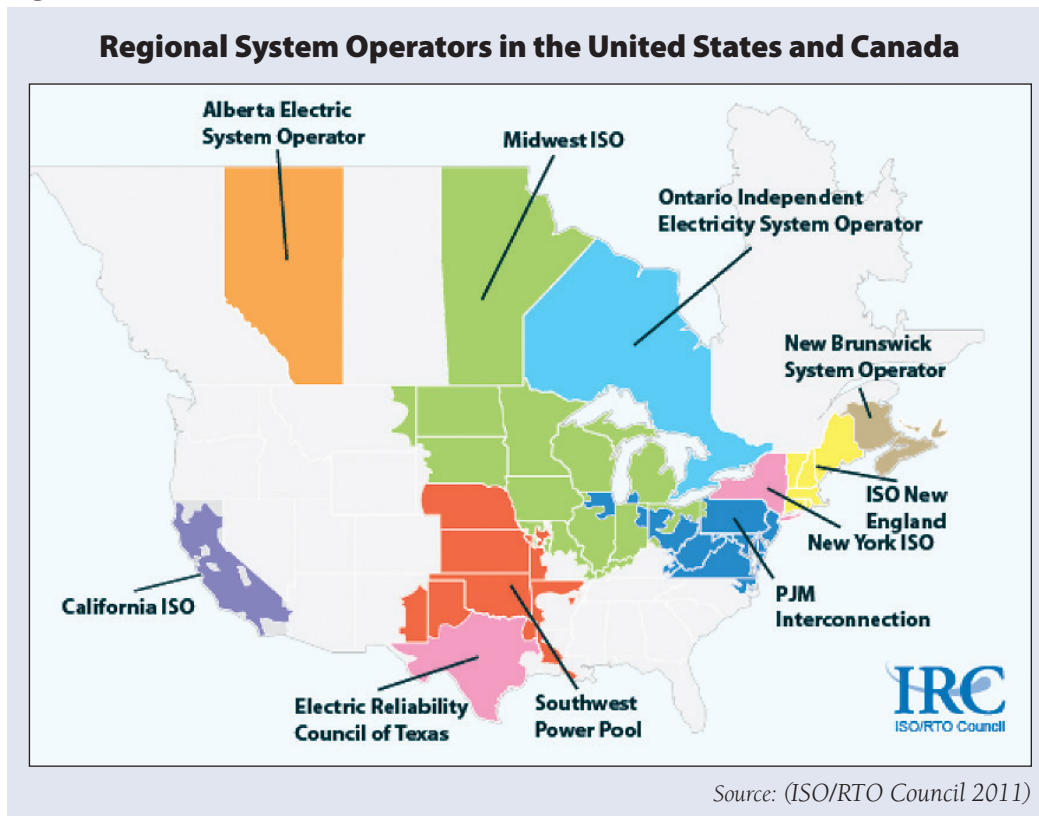 Regional System Operators in the United States and Canada
Alberta Electric
System Operator
Midwest ISO
Ontario Independent
Electricity System Operator
New Brunswick
System Operator
ISO New
England
New York ISO
PJM
Interconnection
California ISO
Electric Reliability
Council of Texas
Southwest
Power Pool
IRC
ISO/RTO Council
Source: (ISO/RTO Council 2011)